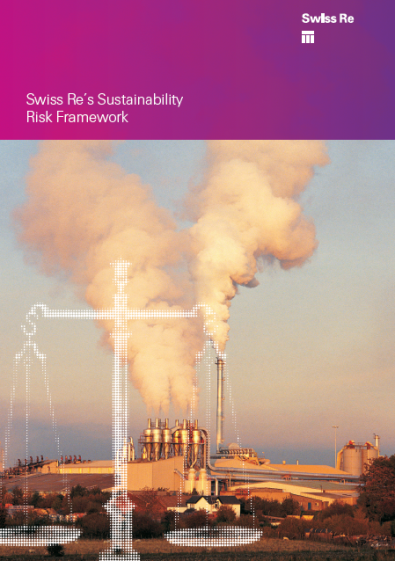 Swiss Re
Swiss Re's Sustainability
Risk Framework